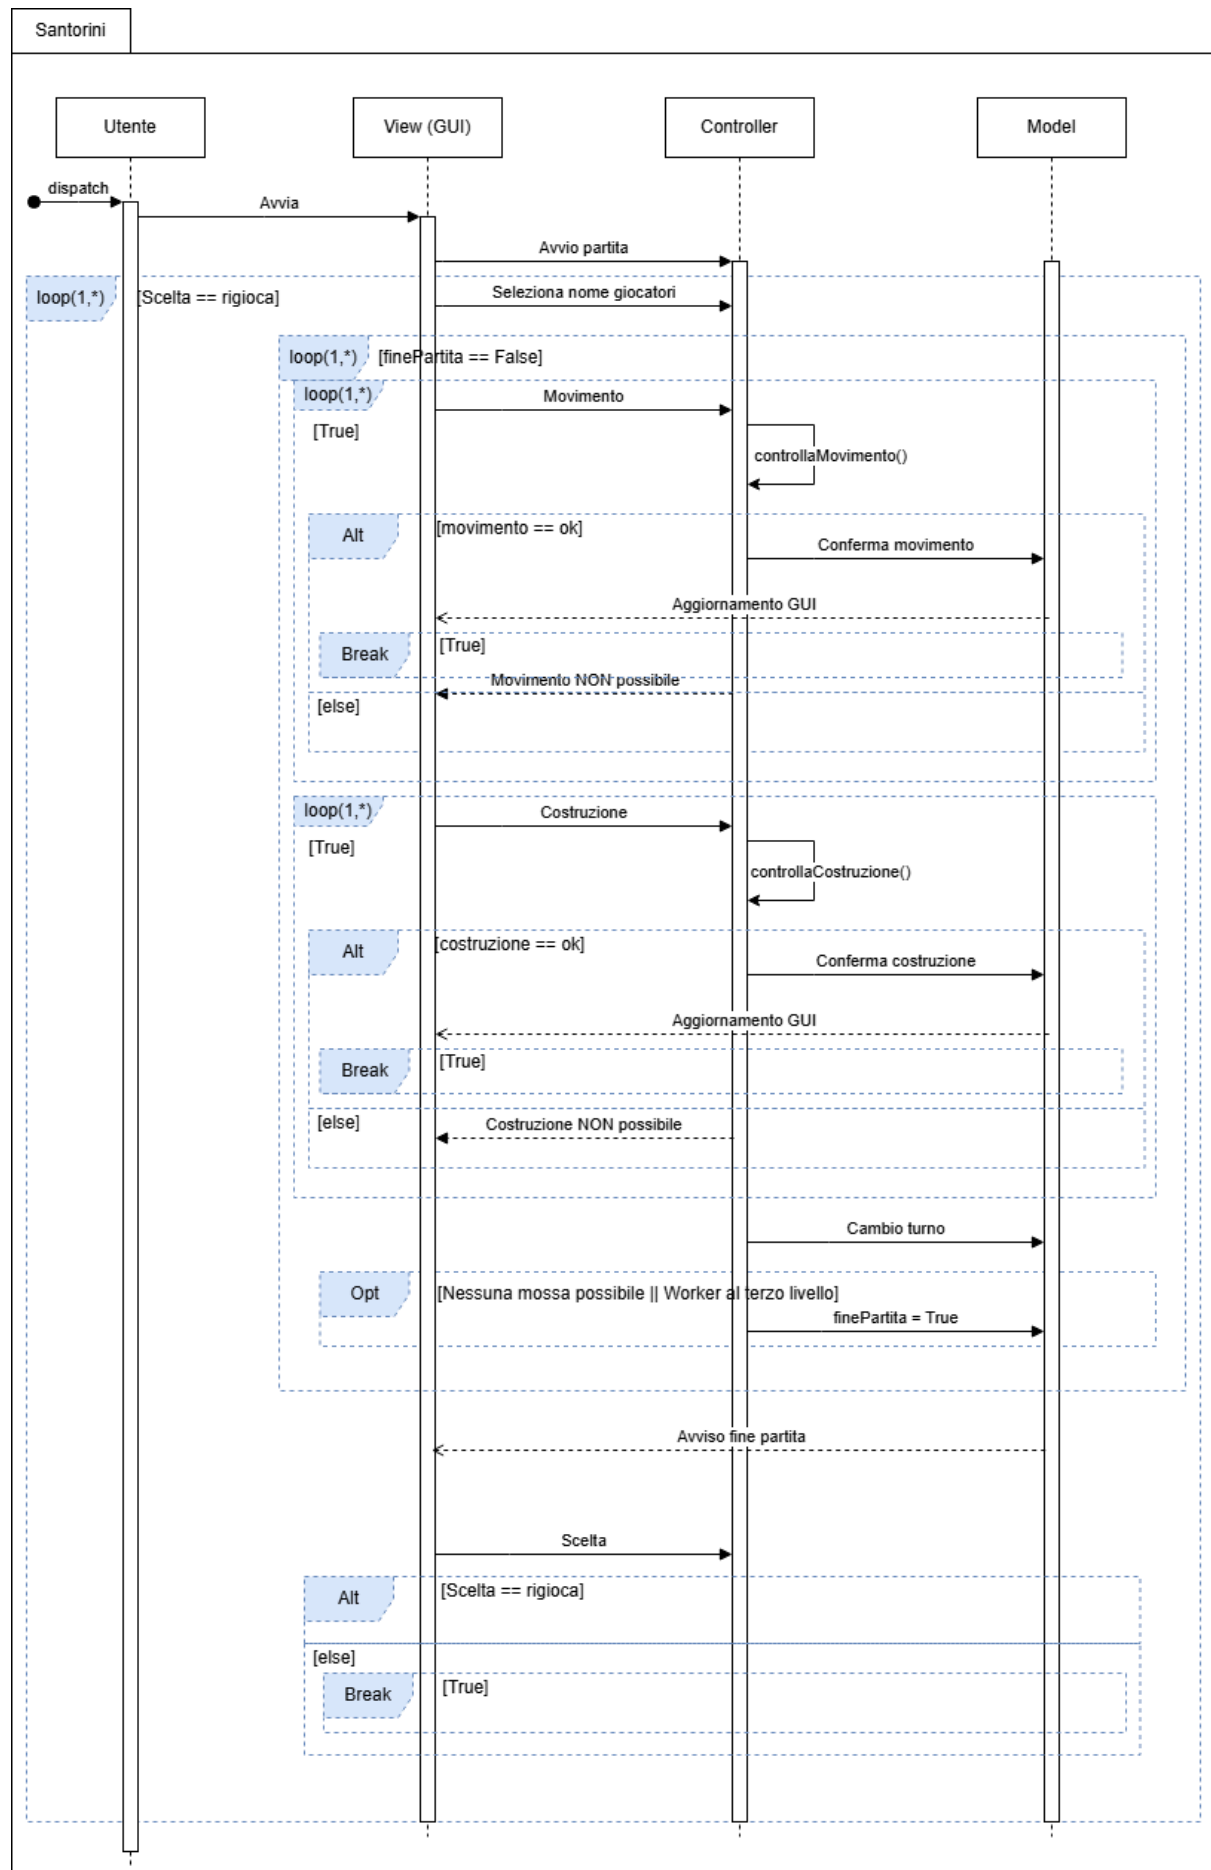 Santorini
Utente
View (GUI)
Controller
Model
dispatch
Avvia
Avvio partita
loop(1,*)
[Scelta == rigioca]
Seleziona nome giocatori
loop(1,*)
[finePartita == False]
loop(1,*)
Movimento
[True]
controllaMovimento()
Alt
[movimento == ok]
Conferma movimento
Aggiornamento GUI
Break
[True]
Movimento NON possibile
[else]
loop(1,*)
Costruzione
[True]
controllaCostruzione()
Alt
[costruzione == ok]
Conferma costruzione
Aggiornamento GUI
Break
[True]
[else]
Costruzione NON possibile
Cambio turno
Opt
[Nessuna mossa possibile || Worker al terzo livello]
finePartita = True
Avviso fine partita
Scelta
Alt
[Scelta == rigioca]
[else]
Break
[True]